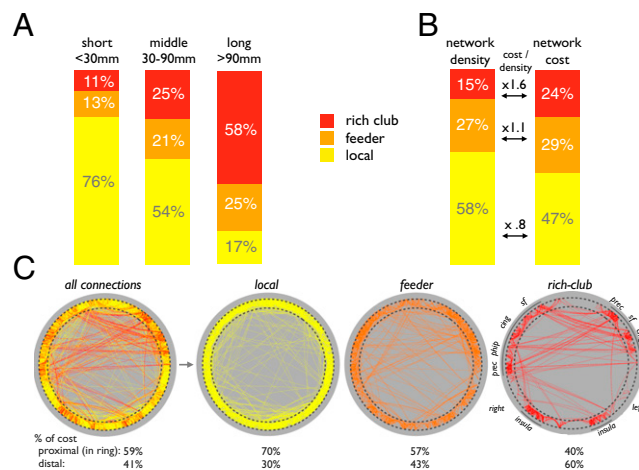 A
short
<30mm
middle
30-90mm
long
>90mm
11%
13%
76%
25%
21%
54%
58%
25%
17%
rich club
feeder
local
B
network
density
cost /
density
network
cost
15%
x1.6
24%
27%
x1.1
29%
58%
x .8
47%
C
all connections
local
feeder
rich-club
sf
cing
phip
prec
right
insula
prec
sf
insula
% of cost
proximal (in ring): 59% 70% 57% 40%
distal: 41% 30% 43% 60%